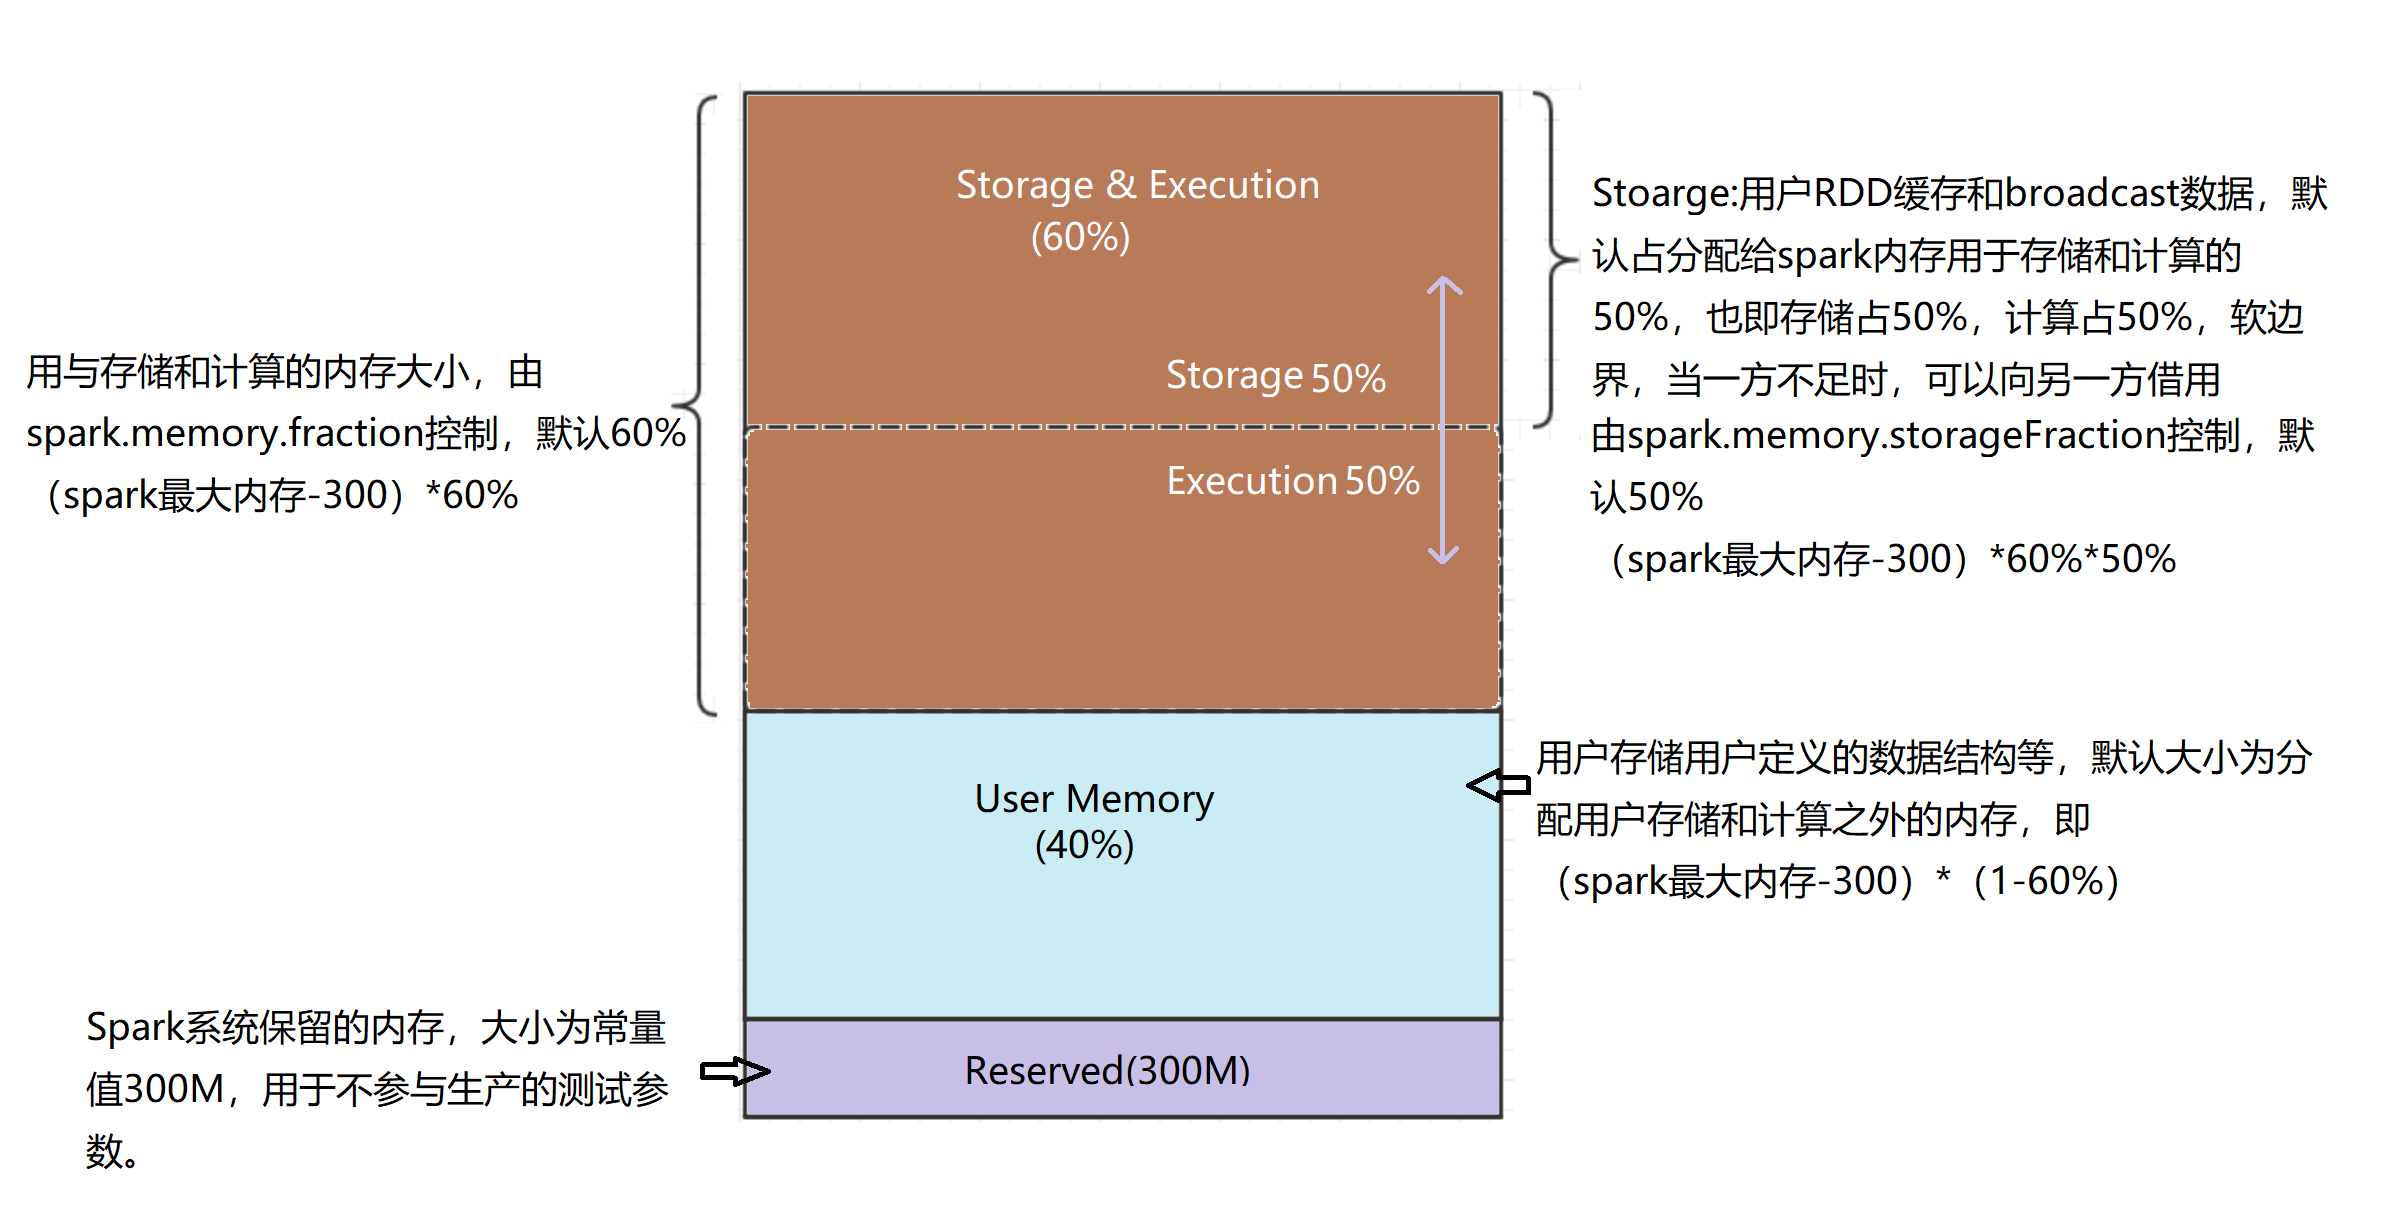 Storage & Execution
(60%)
Storage 50%
Execution 50%
用与存储和计算的内存大小，由
spark.memory.fraction控制，默认60%
（spark最大内存-300）*60%
Stoarge:用户RDD缓存和broadcast数据，默
认占分配给spark内存用于存储和计算的
50%，也即存储占50%，计算占50%，软边
界，当一方不足时，可以向另一方借用
由spark.memory.storageFraction控制，默
认50%
（spark最大内存-300）*60%*50%
User Memory
(40%)
用户存储用户定义的数据结构等，默认大小为分
配用户存储和计算之外的内存，即
（spark最大内存-300）*（1-60%）
Spark系统保留的内存，大小为常量
值300M，用于不参与生产的测试参
数。
Reserved(300M)